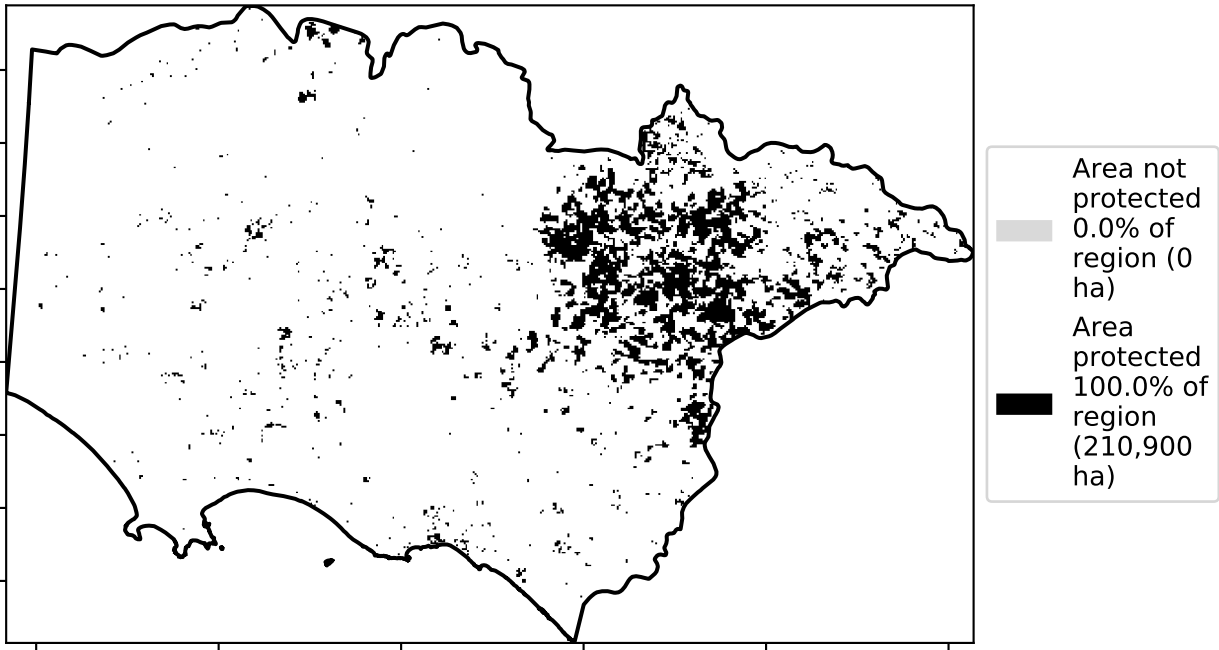 Area not
protected
0.0% of
region (0
ha)
Area
protected
100.0% of
region
(210,900
ha)